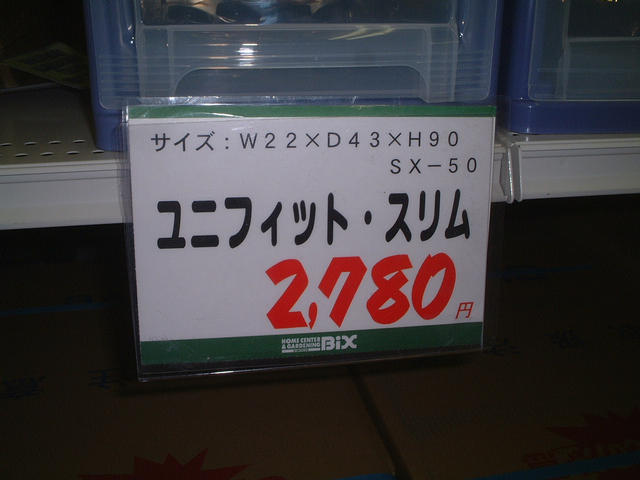 サイズ：W22×D43×H90
SX－50
ユニフィット・スリム
2,780円
HOME CENTER
& GARDENING
BiX